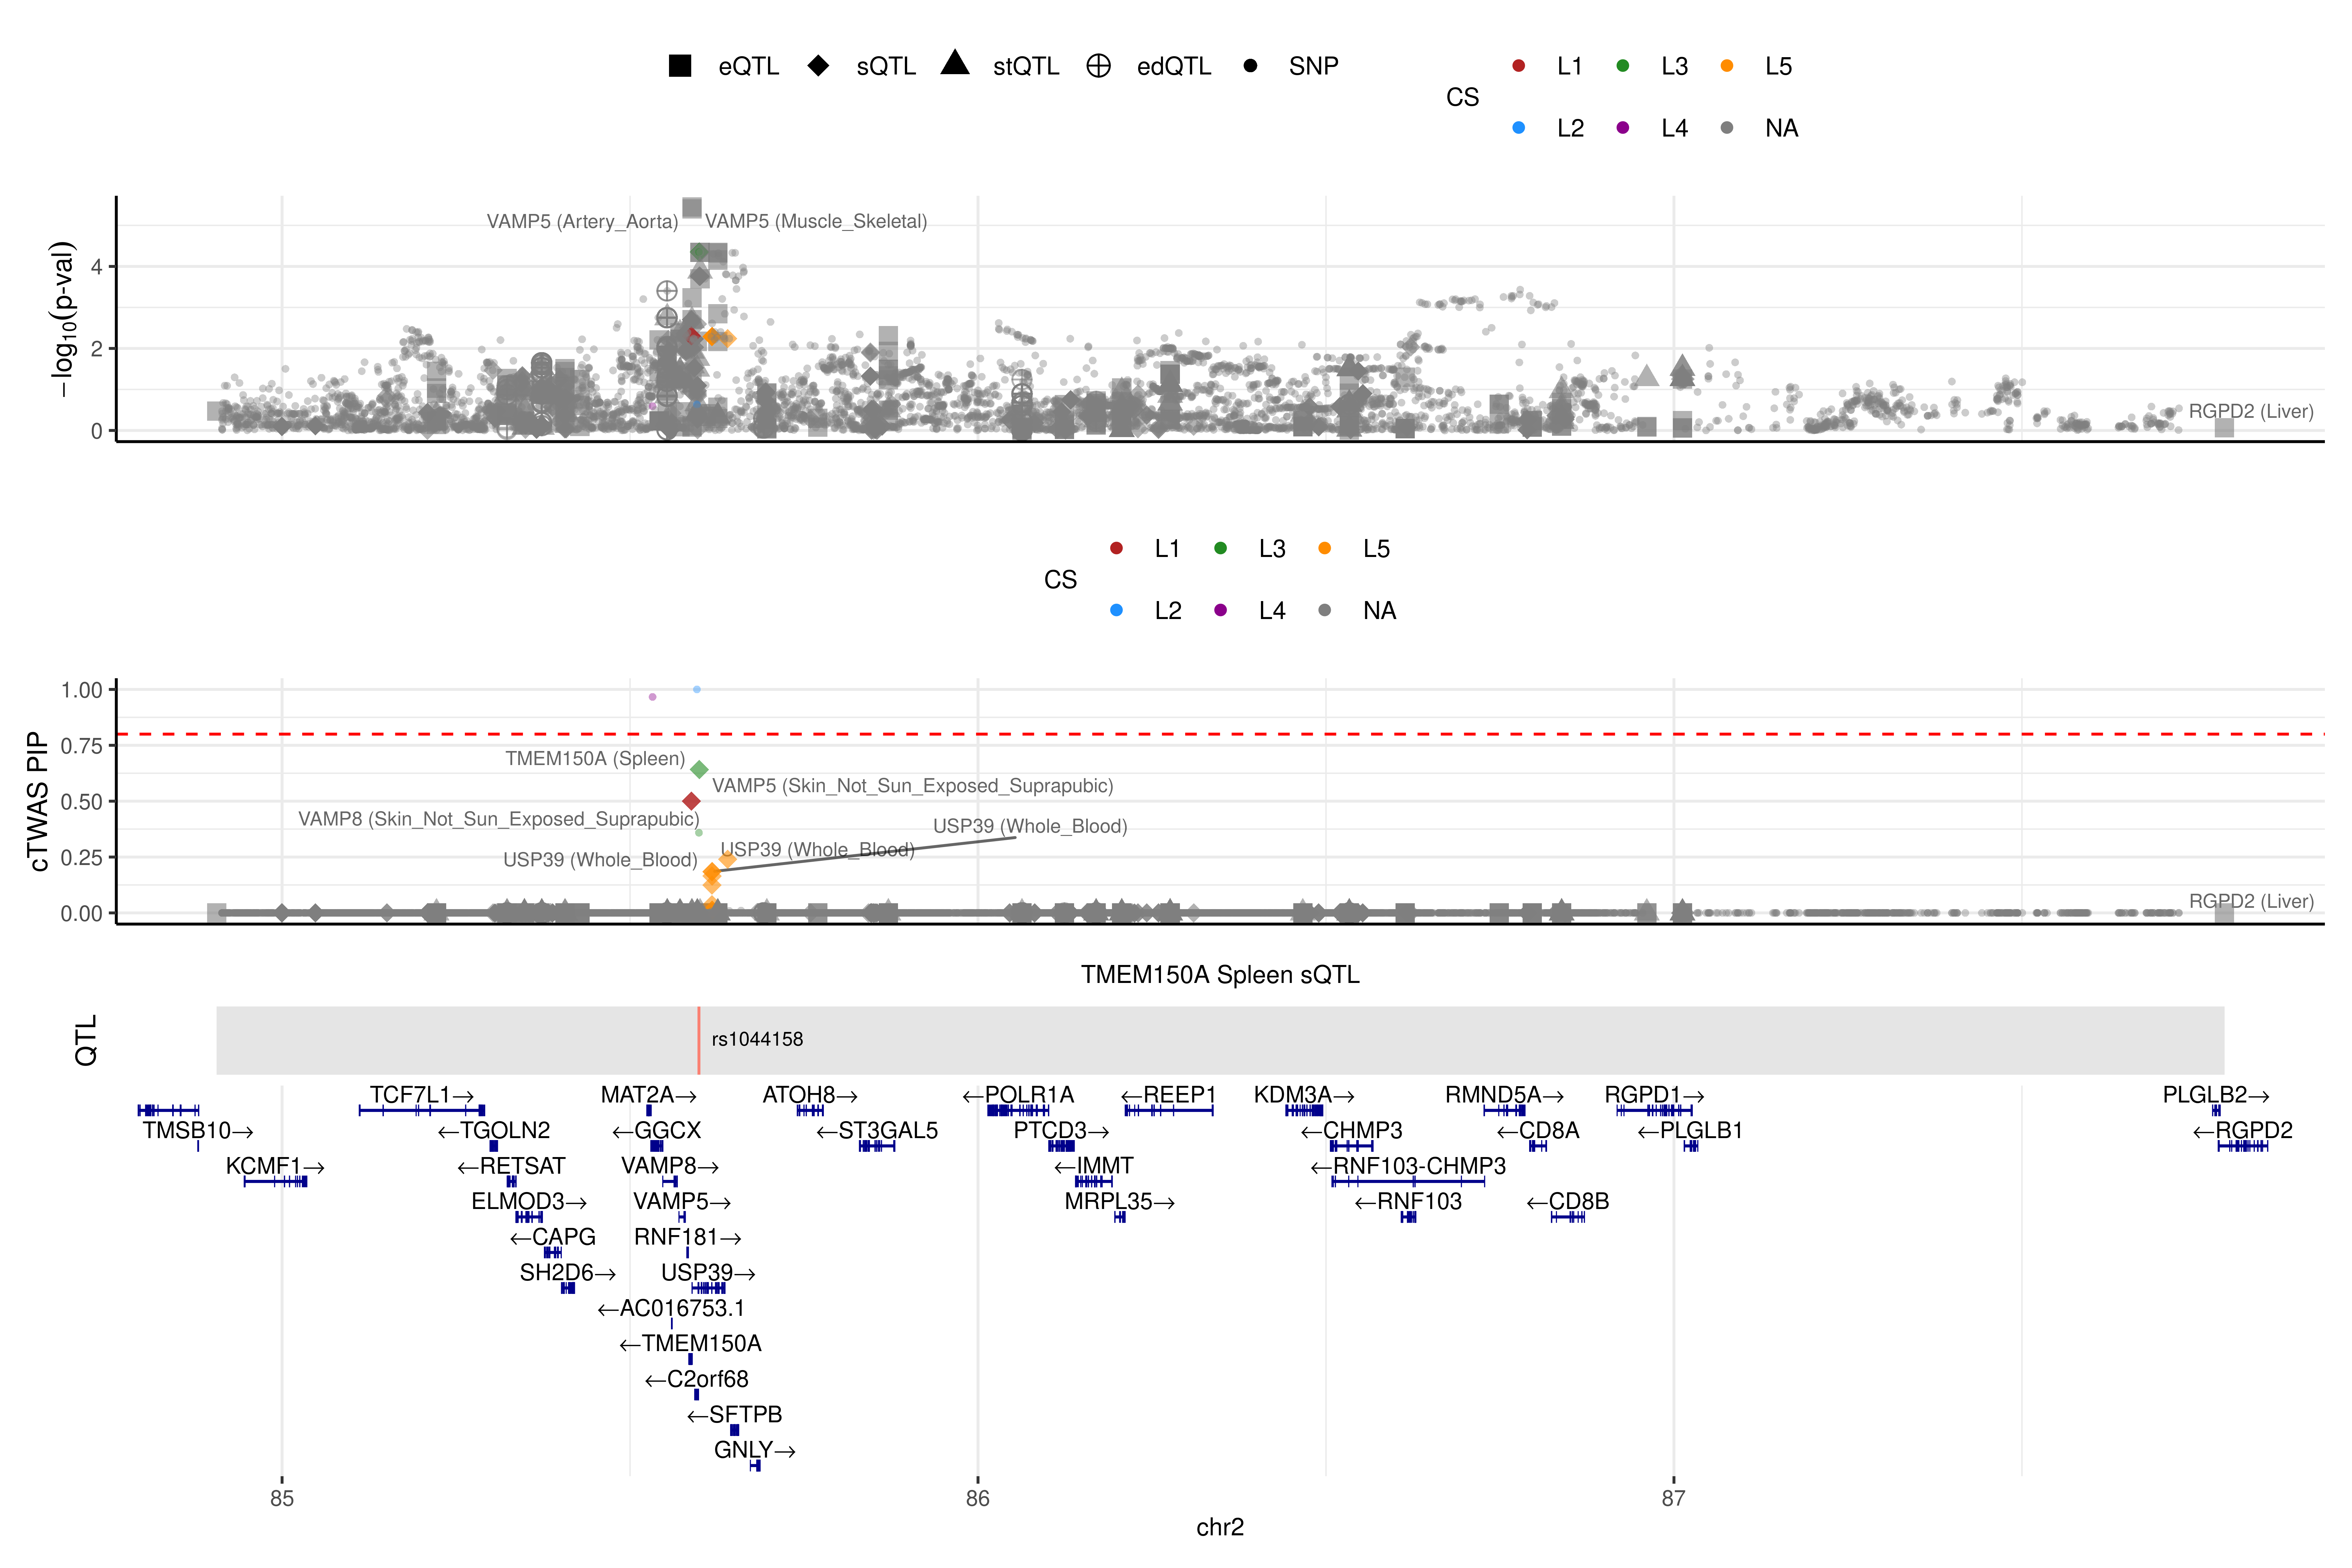 eQTL sQTL stQTL edQTL SNP
CS
L1 L3 L5
L2 L4 NA
−log10(p-val)
4
2
0
VAMP5 (Artery_Aorta) VAMP5 (Muscle_Skeletal)
RGPD2 (Liver)
CS
L1 L3 L5
L2 L4 NA
cTWAS PIP
1.00
0.75
0.50
0.25
0.00
TMEM150A (Spleen)
VAMP5 (Skin_Not_Sun_Exposed_Suprapubic)
VAMP8 (Skin_Not_Sun_Exposed_Suprapubic)
USP39 (Whole_Blood)
USP39 (Whole_Blood)
USP39 (Whole_Blood)
RGPD2 (Liver)
TMEM150A Spleen sQTL
QTL
rs1044158
TCF7L1→ MAT2A→ ATOH8→ ←POLR1A ←REEP1 KDM3A→ RMND5A→ RGPD1→ PLGLB2→
TMSB10→ ←TGOLN2 ←GGCX ←ST3GAL5 PTCD3→ ←CHMP3 ←CD8A ←PLGLB1 ←RGPD2
KCMF1→ ←RETSAT VAMP8→ ←IMMT ←RNF103-CHMP3
ELMOD3→ VAMP5→ MRPL35→ ←RNF103 ←CD8B
←CAPG RNF181→
SH2D6→ USP39→
←AC016753.1
←TMEM150A
←C2orf68
←SFTPB
GNLY→
85 86 87
chr2